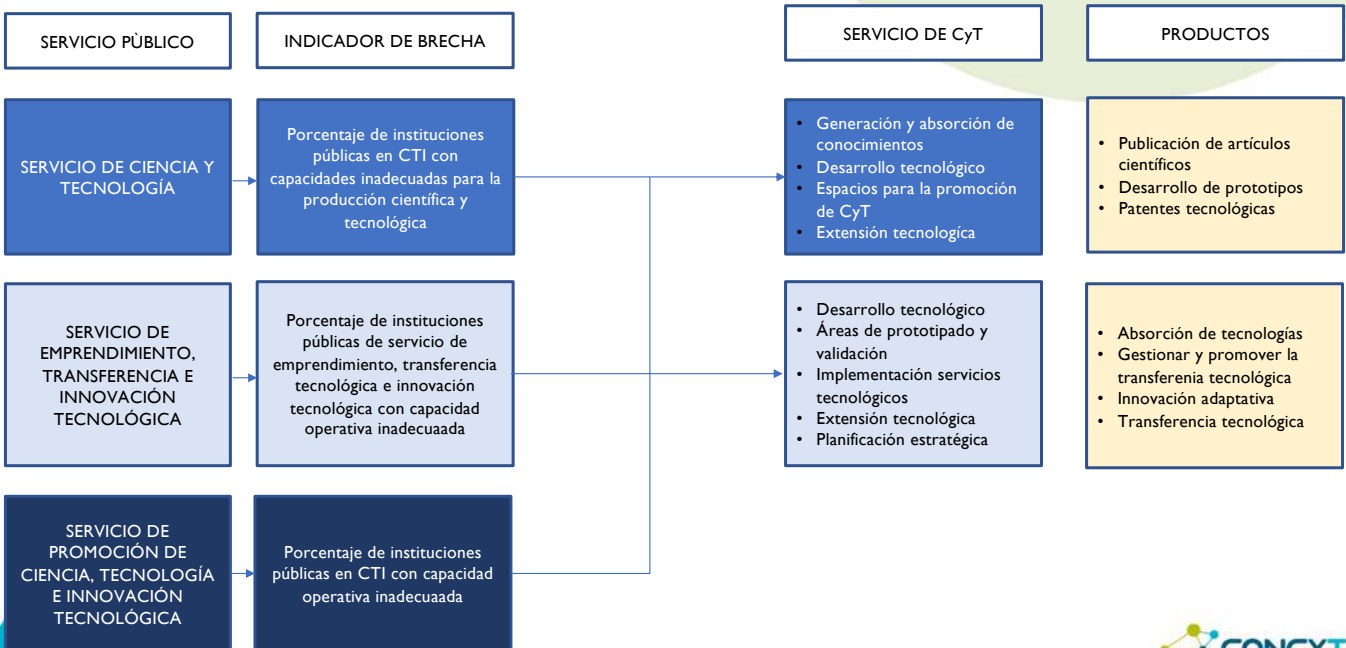 SERVICIO PÙBLICO
INDICADOR DE BRECHA
SERVICIO DE CyT
PRODUCTOS
SERVICIO DE CIENCIA Y
TECNOLOGÍA
Porcentaje de instituciones
públicas en CTI con
capacidades inadecuadas para la
producción científica y
tecnológica
• Generación y absorción de
conocimientos
• Desarrollo tecnológico
• Espacios para la promoción
de CyT
• Extensión tecnologíca
• Publicación de artículos
científicos
• Desarrollo de prototipos
• Patentes tecnológicas
SERVICIO DE
EMPRENDIMIENTO,
TRANSFERENCIA E
INNOVACIÓN
TECNOLÓGICA
Porcentaje de instituciones
públicas de servicio de
emprendimiento, transferencia
tecnológica e innovación
tecnológica con capacidad
operativa inadecuaada
• Desarrollo tecnológico
• Áreas de prototipado y
validación
• Implementación servicios
tecnológicos
• Extensión tecnológica
• Planificación estratégica
• Absorción de tecnologías
• Gestionar y promover la
transferenia tecnológica
• Innovación adaptativa
• Transferencia tecnológica
SERVICIO DE
PROMOCIÓN DE
CIENCIA, TECNOLOGÍA
E INNOVACIÓN
TECNOLÓGICA
Porcentaje de instituciones
públicas en CTI con capacidad
operativa inadecuaada